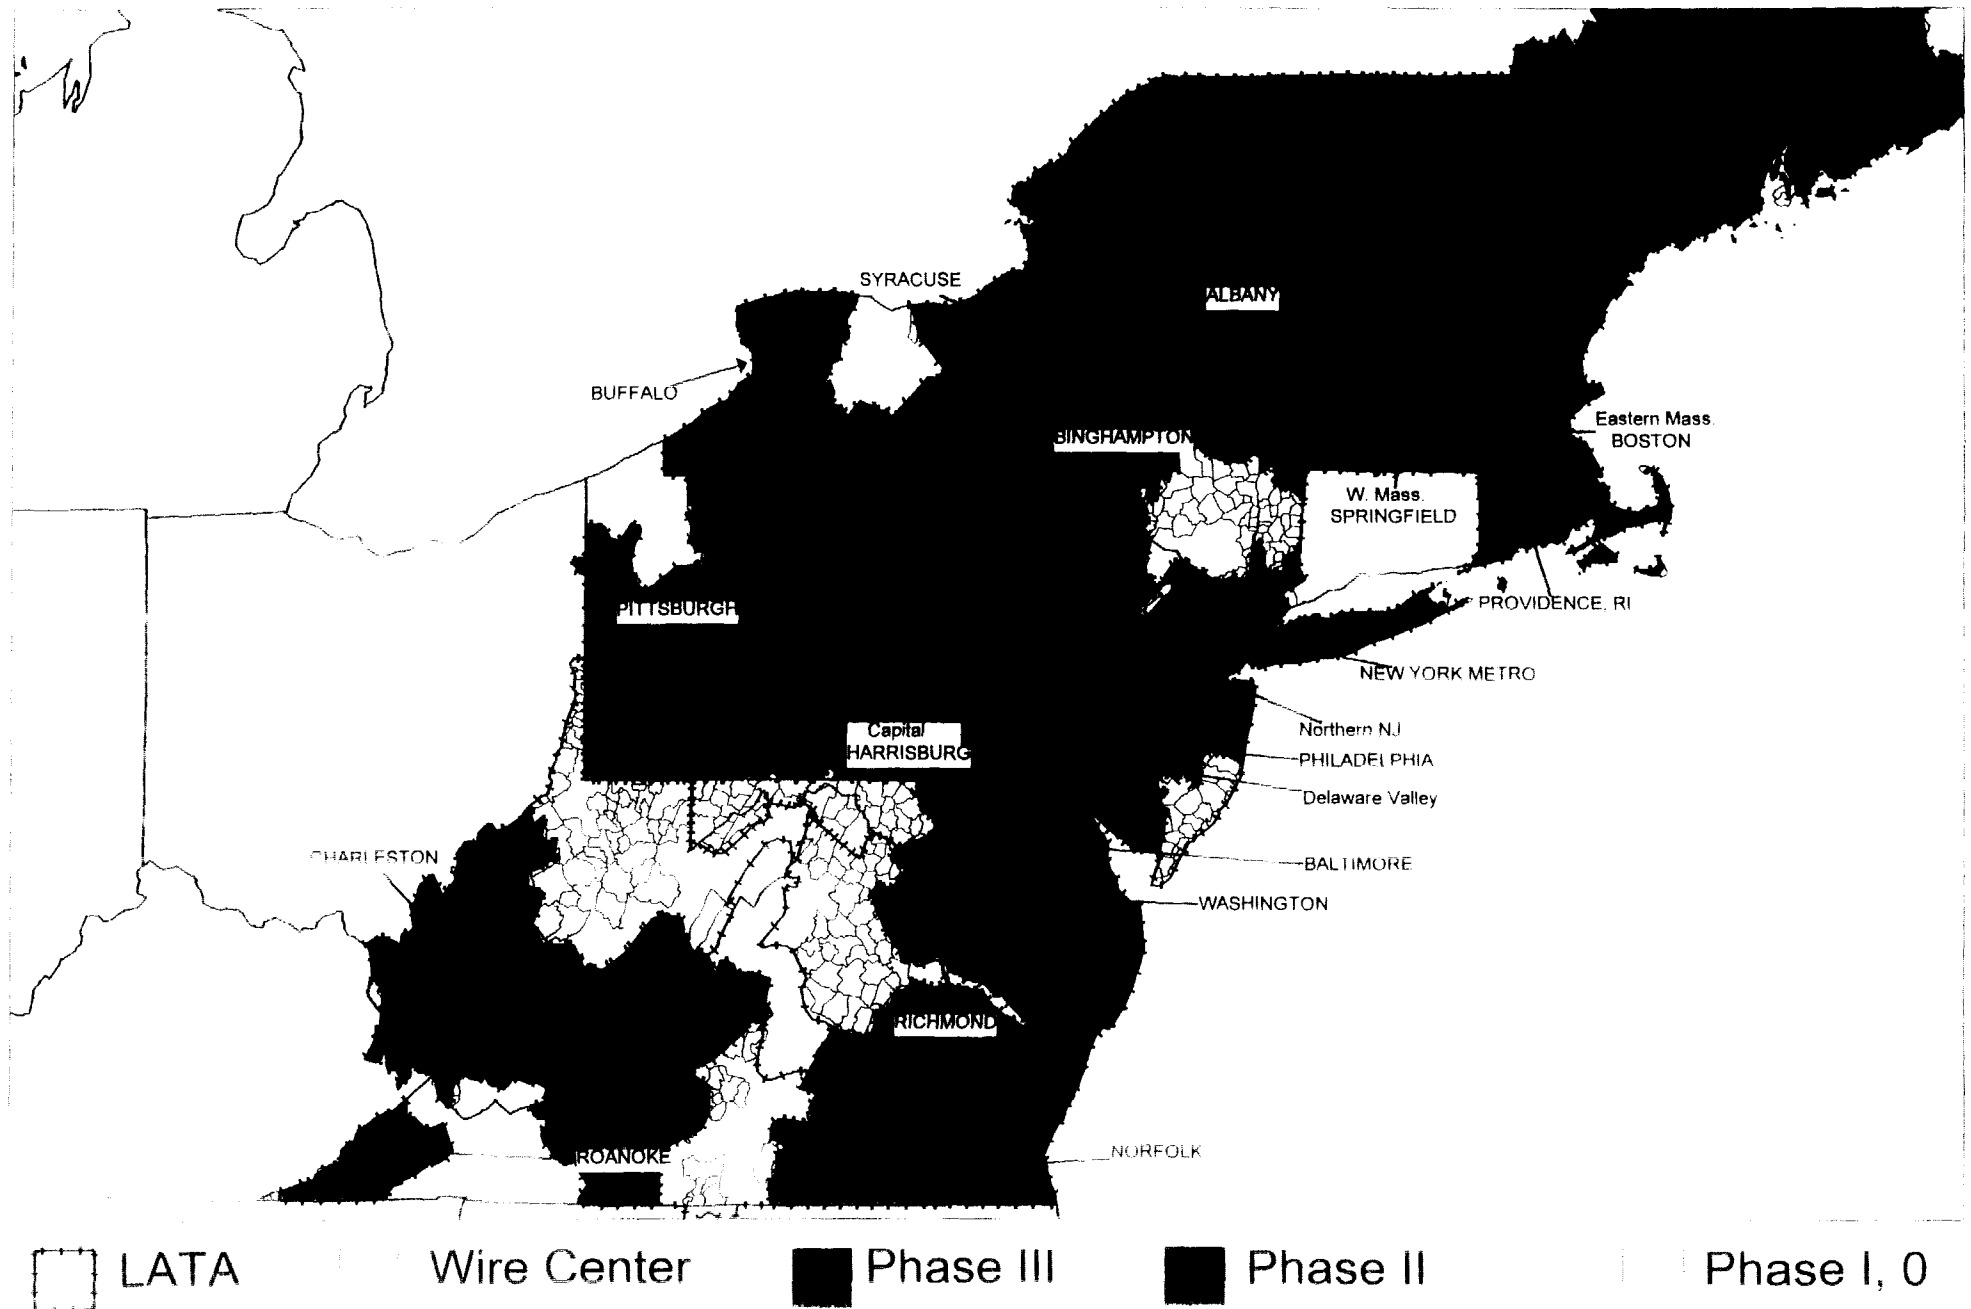 SYRACUSE
ALBANY
BUFFALO
Eastern Mass.
BOSTON
BINGHAMPTON
W. Mass.
SPRINGFIELD
PITTSBURGH
PROVIDENCE, RI
NEW YORK METRO
Capital
HARRISBURG
Northern NJ
PHILADELPHIA
Delaware Valley
CHARLESTON
BALTIMORE
WASHINGTON
RICHMOND
ROANOKE
NORFOLK
LATA Wire Center Phase III Phase II Phase I, 0